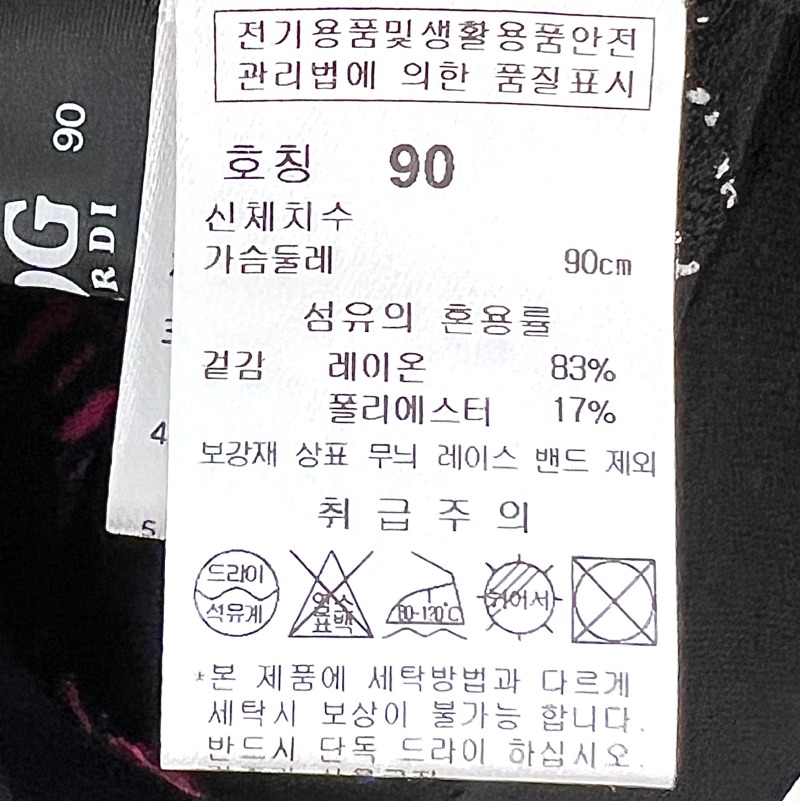 전기용품및생활용품안전
관리법에 의한 품질표시
호칭 90
신체치수
가슴둘레 90cm
섬유의 혼용률
겉감 레이온 83%
폴리에스터 17%
보강재 상표 무늬 레이스 밴드 제외
취급주의
드라이
석유계
염소
표백
80-120℃
뉘어서
*본 제품에 세탁방법과 다르게
세탁시 보상이 불가능 합니다.
반드시 단독 드라이 하십시오.
90
G
RDI
4
5